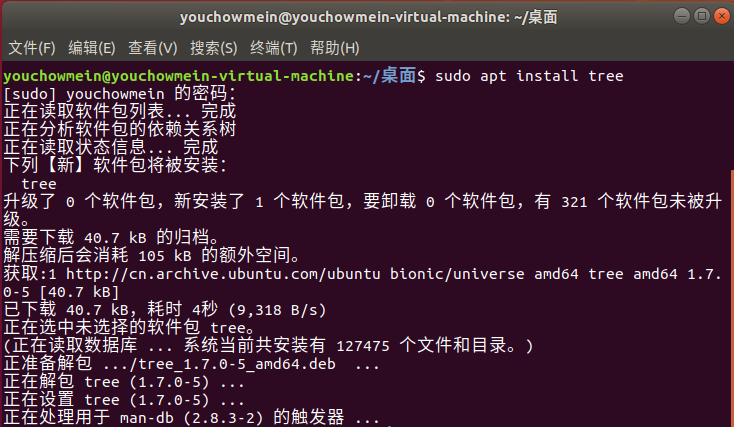 youchowmein@youchowmein-virtual-machine: ~/桌面
文件(F) 编辑(E) 查看(V) 搜索(S) 终端(T) 帮助(H)
youchowmein@youchowmein-virtual-machine:~/桌面$ sudo apt install tree
[sudo] youchowmein 的密码：
正在读取软件包列表... 完成
正在分析软件包的依赖关系树
正在读取状态信息... 完成
下列【新】软件包将被安装：
  tree
升级了 0 个软件包，新安装了 1 个软件包，要卸载 0 个软件包，有 321 个软件包未被升
级。
需要下载 40.7 kB 的归档。
解压缩后会消耗 105 kB 的额外空间。
获取:1 http://cn.archive.ubuntu.com/ubuntu bionic/universe amd64 tree amd64 1.7.
0-5 [40.7 kB]
已下载 40.7 kB，耗时 4秒 (9,318 B/s)
正在选中未选择的软件包 tree。
(正在读取数据库 ... 系统当前共安装有 127475 个文件和目录。)
正准备解包 .../tree_1.7.0-5_amd64.deb  ...
正在解包 tree (1.7.0-5) ...
正在设置 tree (1.7.0-5) ...
正在处理用于 man-db (2.8.3-2) 的触发器 ...